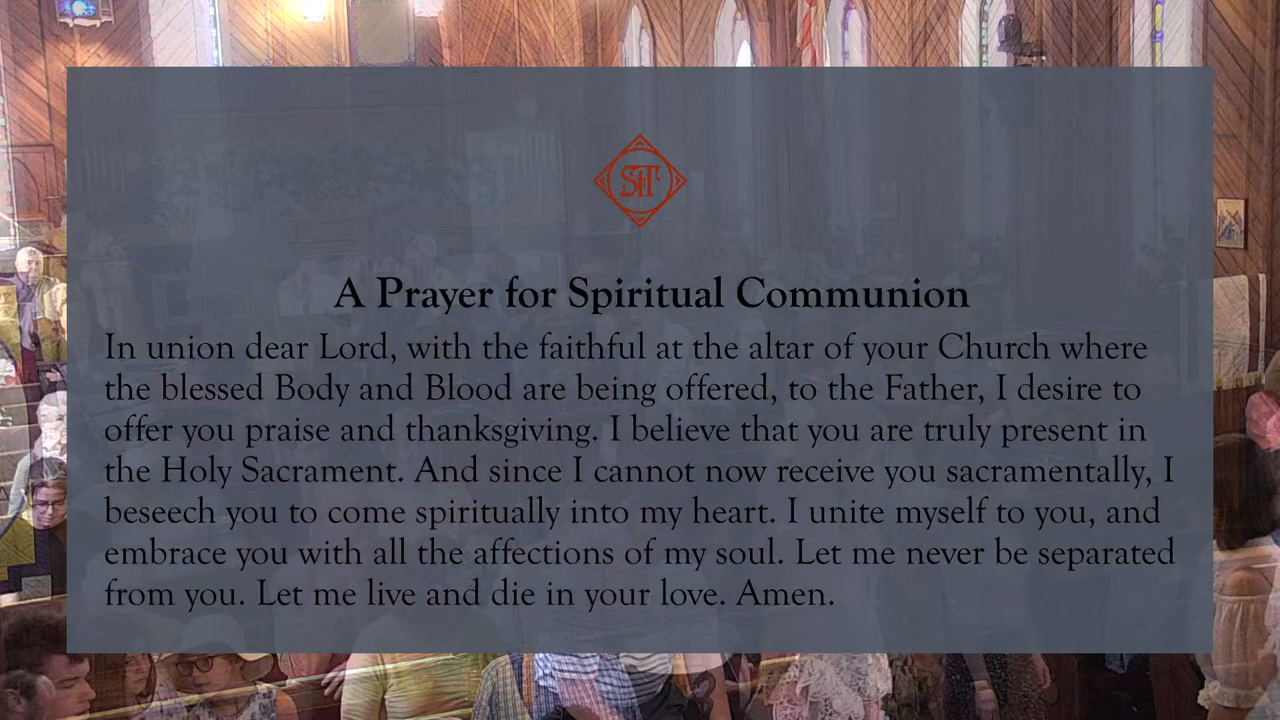 A Prayer for Spiritual Communion
In union dear Lord, with the faithful at the altar of your Church where
the blessed Body and Blood are being offered, to the Father, I desire to
offer you praise and thanksgiving. I believe that you are truly present in
the Holy Sacrament. And since I cannot now receive you sacramentally, I
beseech you to come spiritually into my heart. I unite myself to you, and
embrace you with all the affections of my soul. Let me never be separated
from you. Let me live and die in your love. Amen.